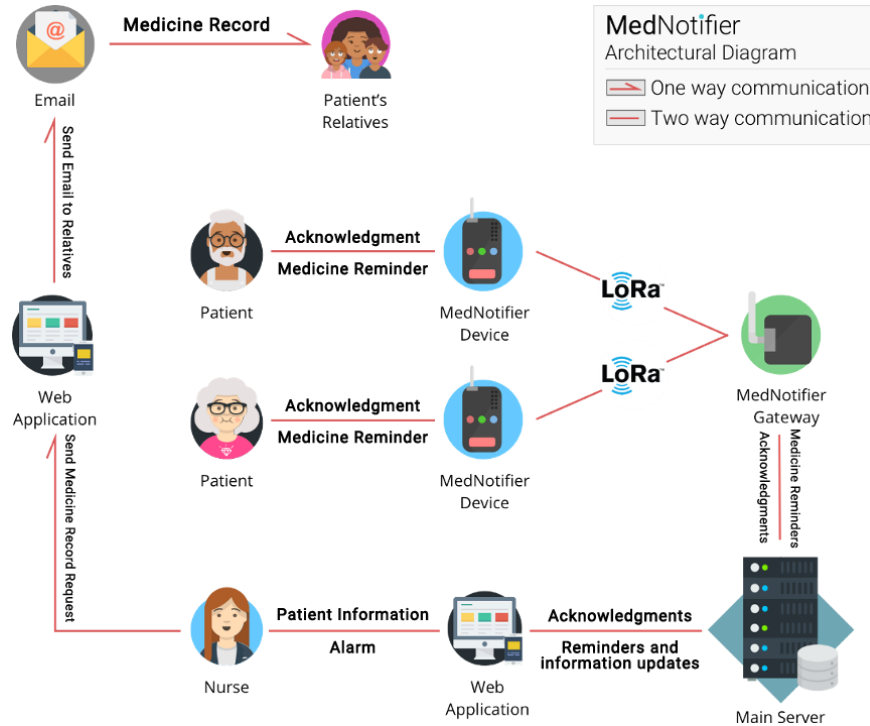 Medicine Record
MedNotifier
Architectural Diagram
One way communication
Two way communication
@
Email
Patient's
Relatives
Send Email to Relatives
Acknowledgment
Medicine Reminder
Patient
MedNotifier
Device
LoRa
Web
Application
LoRa
MedNotifier
Gateway
Acknowledgment
Medicine Reminder
Patient
MedNotifier
Device
Send Medicine Record Request
Medicine Reminders
Acknowledgments
Patient Information
Alarm
Nurse
Web
Application
Acknowledgments
Reminders and
information updates
Main Server